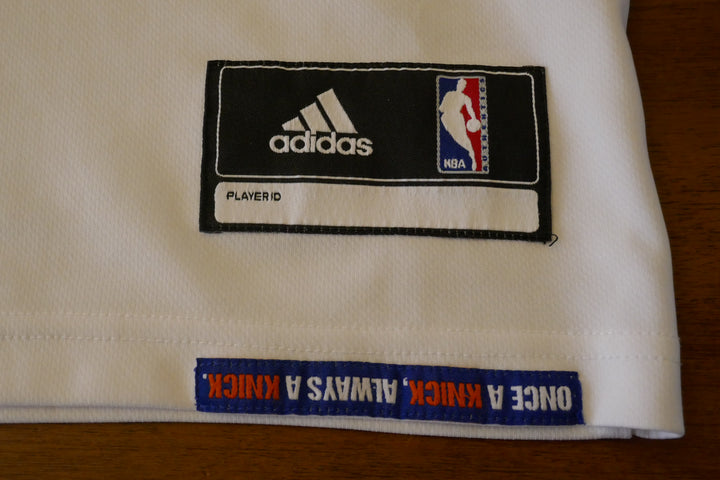 adidas
NBA
AUTHENTICS
PLAYER ID
ONCE A KNICK, ALWAYS A KNICK.